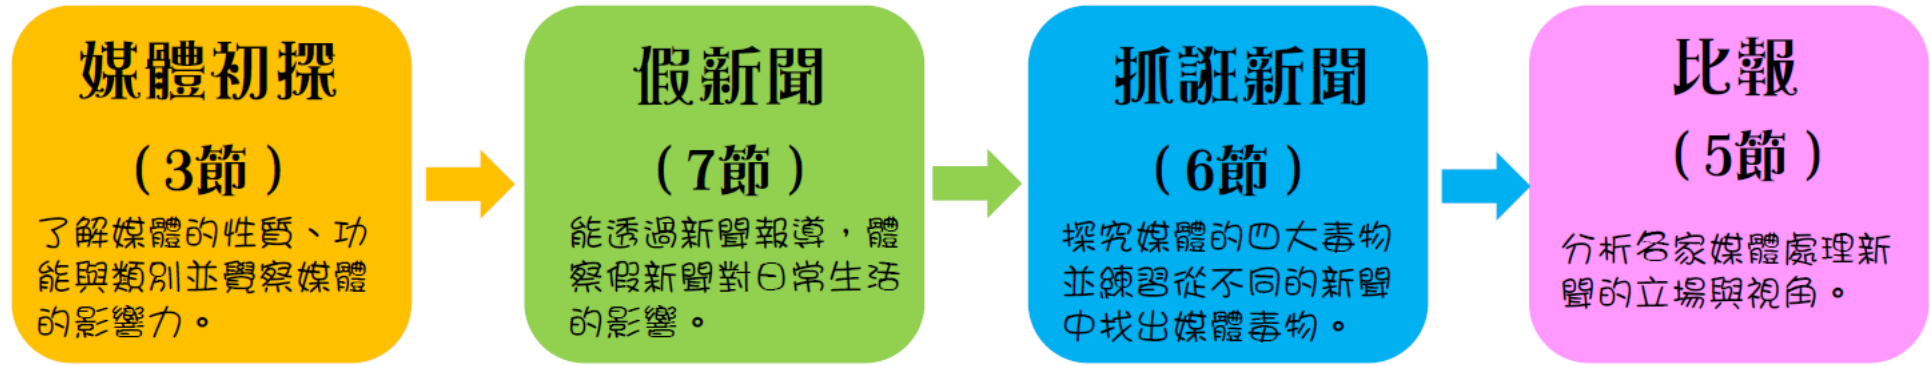 媒體初探
（3節）
了解媒體的性質、功
能與類別並覺察媒體
的影響力。
假新聞
（7節）
能透過新聞報導，體
察假新聞對日常生活
的影響。
抓誑新聞
（6節）
探究媒體的四大毒物
並練習從不同的新聞
中找出媒體毒物。
比報
（5節）
分析各家媒體處理新
聞的立場與視角。